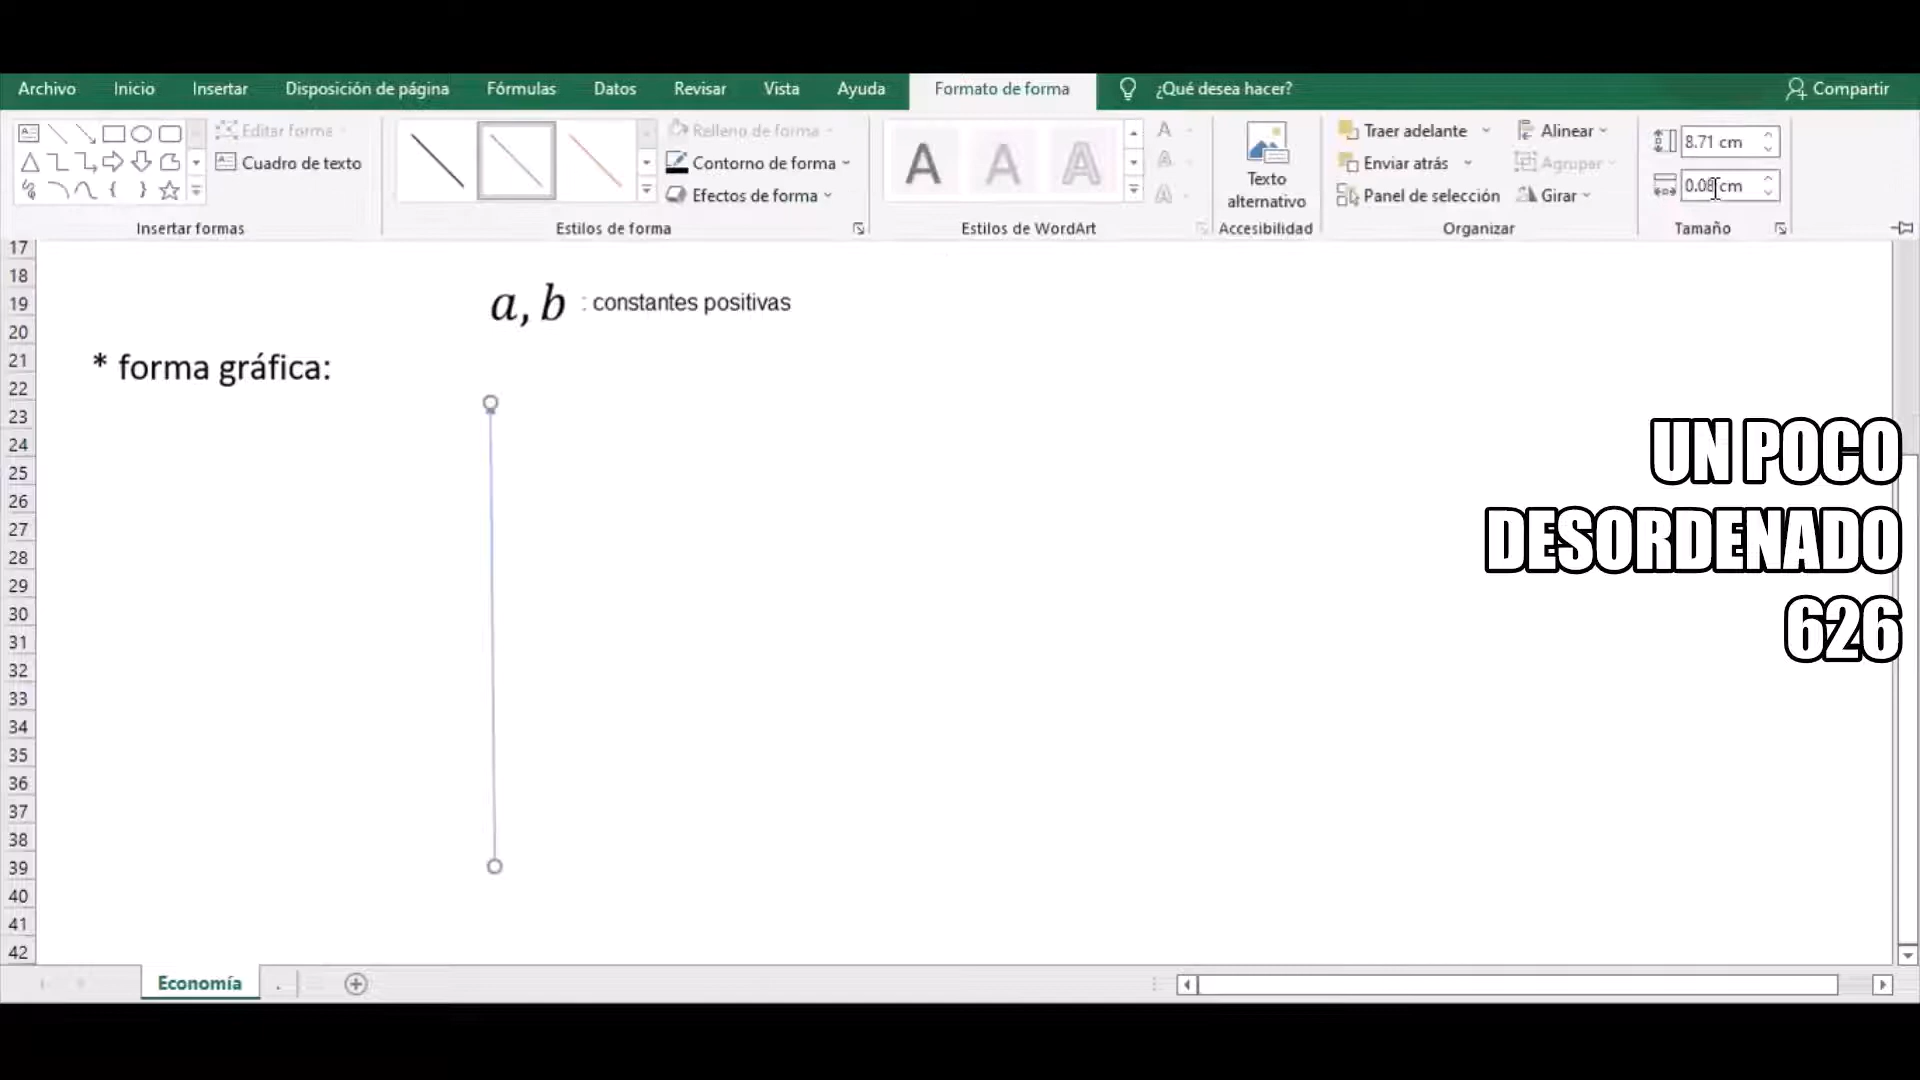 Archivo Inicio Insertar Disposición de página Fórmulas Datos Revisar Vista Ayuda Formato de forma ¿Qué desea hacer? Compartir
Editar forma
Cuadro de texto
Insertar formas
Relleno de forma
Contorno de forma
Efectos de forma
Estilos de forma
A A A
Estilos de WordArt
Texto
alternativo
Accesibilidad
Traer adelante
Enviar atrás
Panel de selección
Alinear
Agrupar
Girar
Organizar
8.71 cm
0.08 cm
Tamaño
17
18
19
20
21
22
23
24
25
26
27
28
29
30
31
32
33
34
35
36
37
38
39
40
41
42
a, b : constantes positivas
* forma gráfica:
UN POCO
DESORDENADO
626
Economía .